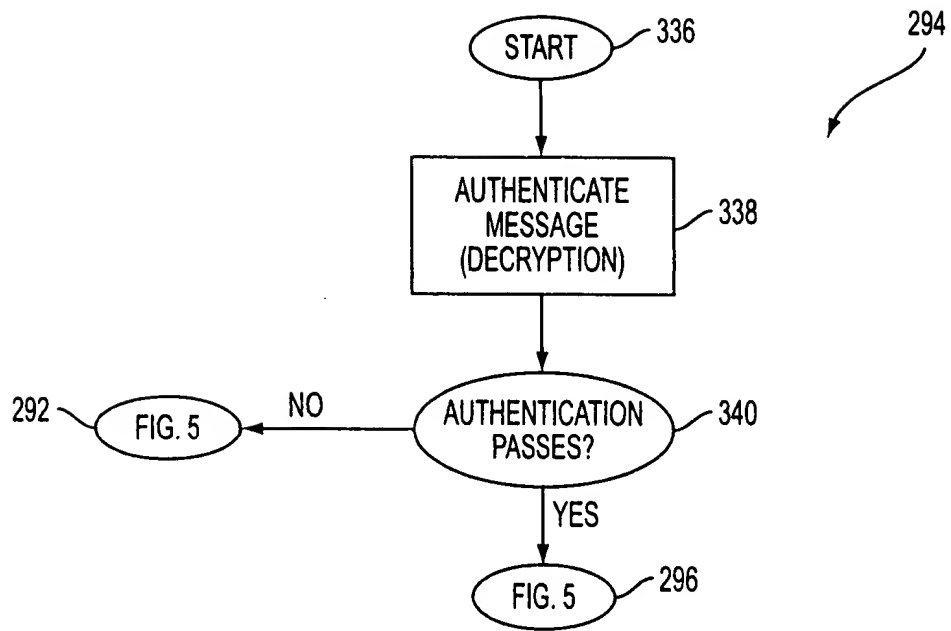 START
336
294
AUTHENTICATE
MESSAGE
(DECRYPTION)
338
292
FIG. 5
NO
AUTHENTICATION
PASSES?
340
YES
FIG. 5
296